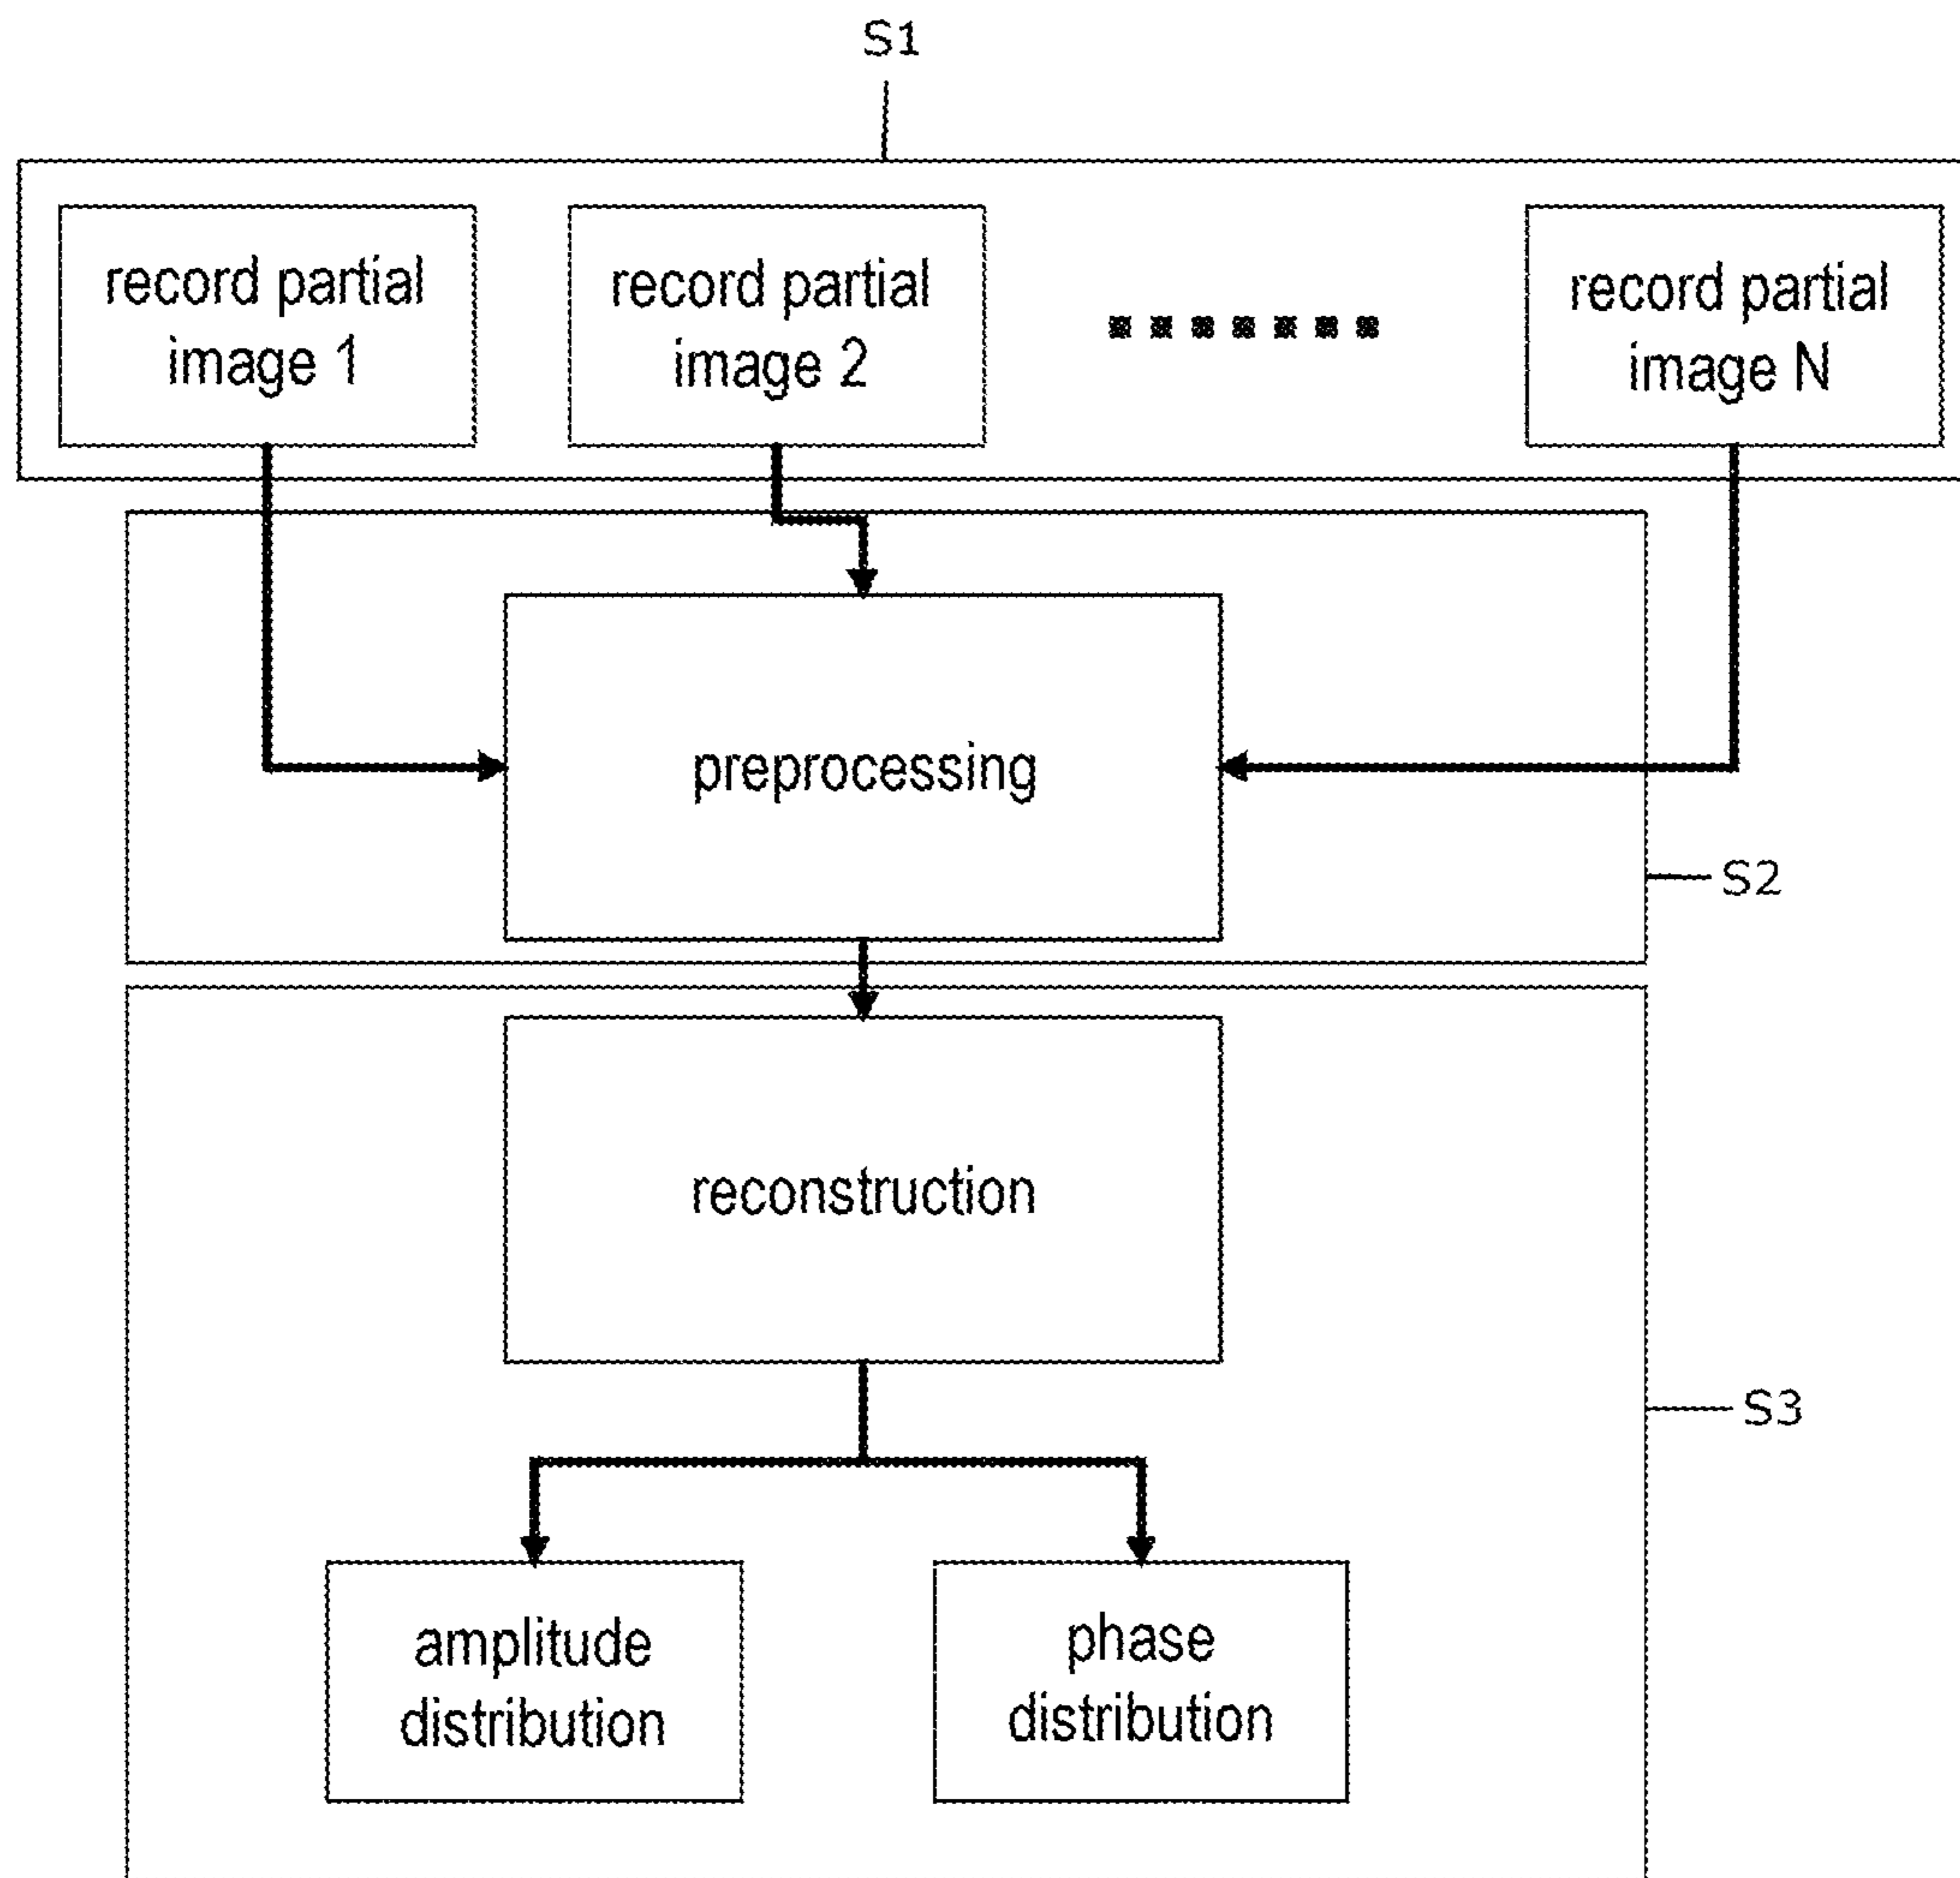 S1
record partial
image 1
record partial
image 2
record partial
image N
preprocessing
S2
reconstruction
S3
amplitude
distribution
phase
distribution